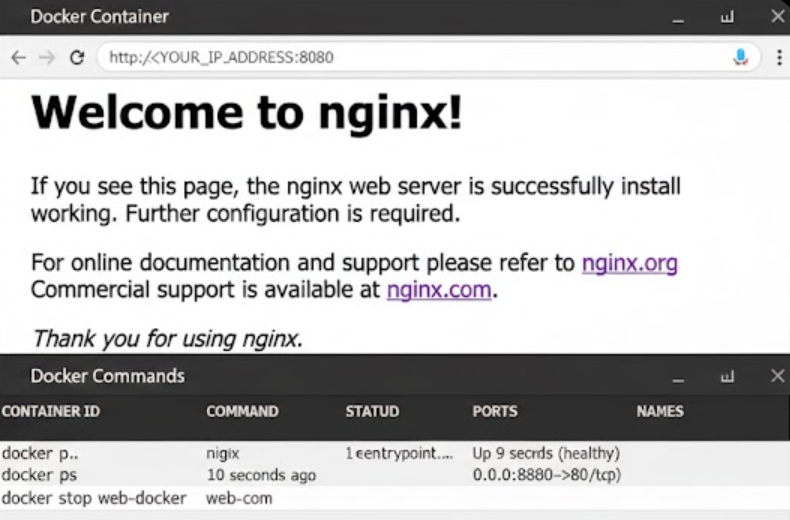 Docker Container
http:/<YOUR_IP_ADDRESS:8080
Welcome to nginx!
If you see this page, the nginx web server is successfully install
working. Further configuration is required.
For online documentation and support please refer to nginx.org
Commercial support is available at nginx.com.
Thank you for using nginx.
Docker Commands
CONTAINER ID COMMAND STATUD PORTS NAMES
docker p.. nigix 1 eentrypoint.... Up 9 secrds (healthy)
docker ps 10 seconds ago 0.0.0:8880->80/tcp)
docker stop web-docker web-com